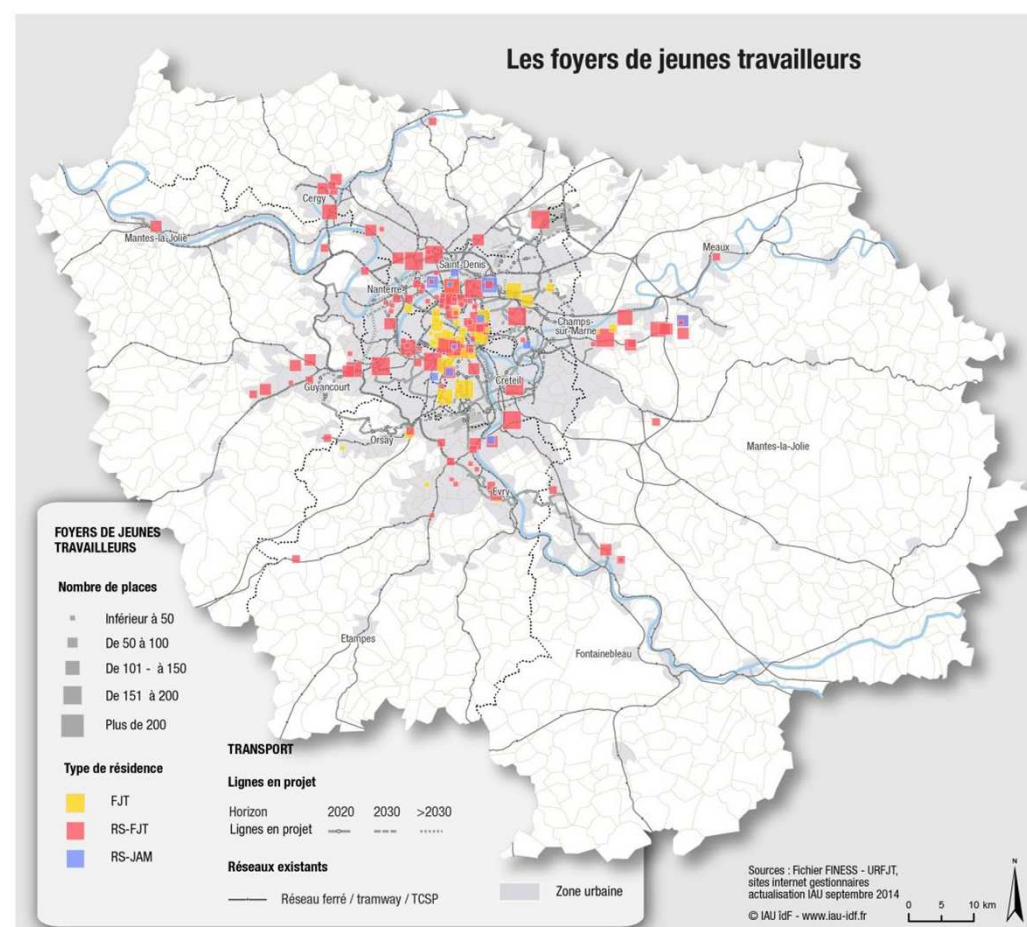 Les foyers de jeunes travailleurs
Cergy
Mantes-la-Jolie
Saint-Denis
Nanterre
Meaux
Champs-
sur-Marne
Guyancourt
Créteil
Orsay
Mantes-la-Jolie
Evry
Etampes
Fontainebleau
FOYERS DE JEUNES
TRAVAILLEURS
Nombre de places
Inférieur à 50
De 50 à 100
De 101 - à 150
De 151 à 200
Plus de 200
Type de résidence
FJT
RS-FJT
RS-JAM
TRANSPORT
Lignes en projet
Horizon 2020 2030 >2030
Lignes en projet
Réseaux existants
Réseau ferré / tramway / TCSP
Zone urbaine
Sources : Fichier FINESS - URFJT,
sites internet gestionnaires
actualisation IAU septembre 2014
© IAU îdF - www.iau-idf.fr
0 5 10 km
N